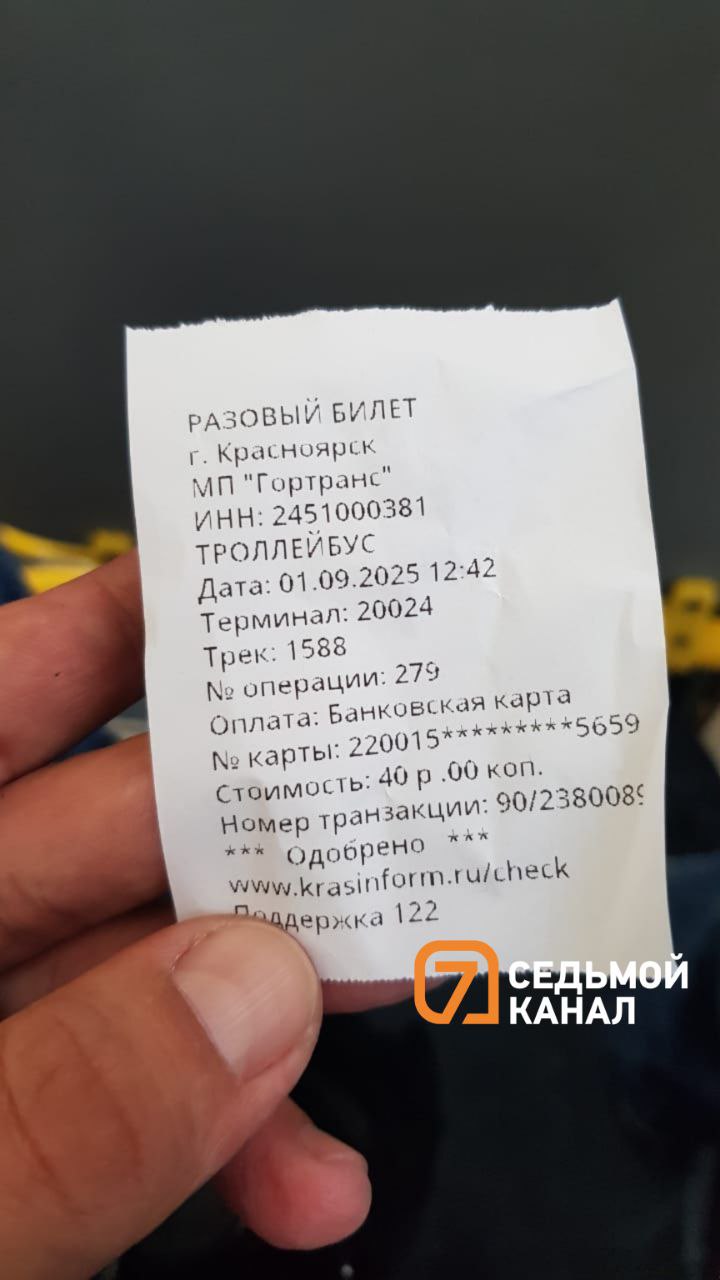 РАЗОВЫЙ БИЛЕТ
г. Красноярск
МП "Гортранс"
ИНН: 2451000381
ТРОЛЛЕЙБУС
Дата: 01.09.2025 12:42
Терминал: 20024
Трек: 1588
№ операции: 279
Оплата: Банковская карта
№ карты: 220015*********5659
Стоимость: 40 р .00 коп.
Номер транзакции: 90/2380089
*** Одобрено ***
www.krasinform.ru/check
Поддержка 122
7 СЕДЬМОЙ
КАНАЛ